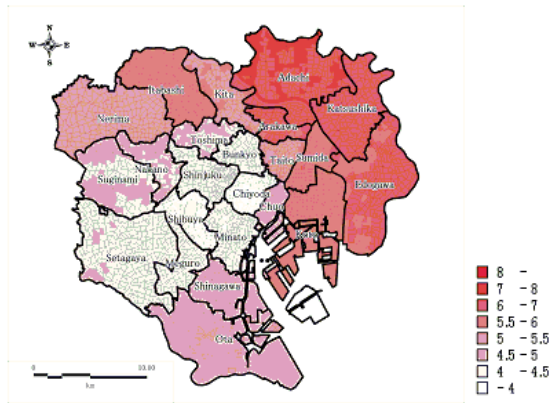 N
W E
S
Adachi
Itabashi
Kita
Katsushika
Nerima
Arakawa
Toshima
Bunkyo
Taito
Sumida
Nakano
Suginami
Shinjuku
Edogawa
Chiyoda
Chuo
Shibuya
Minato
Koto
Setagaya
Meguro
Shinagawa
Ota
0 10.00
km
8 -
7 - 8
6 - 7
5.5 - 6
5 - 5.5
4.5 - 5
4 - 4.5
- 4